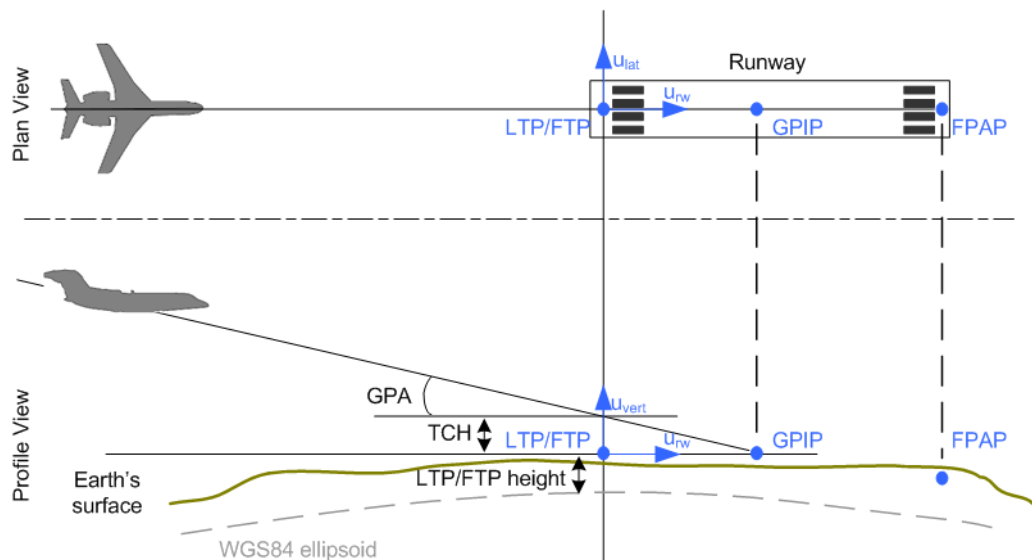 Plan View
u_lat
Runway
u_rw
LTP/FTP
GPIP
FPAP
Profile View
GPA
u_vert
TCH
LTP/FTP
u_rw
GPIP
FPAP
Earth's
surface
LTP/FTP height
WGS84 ellipsoid